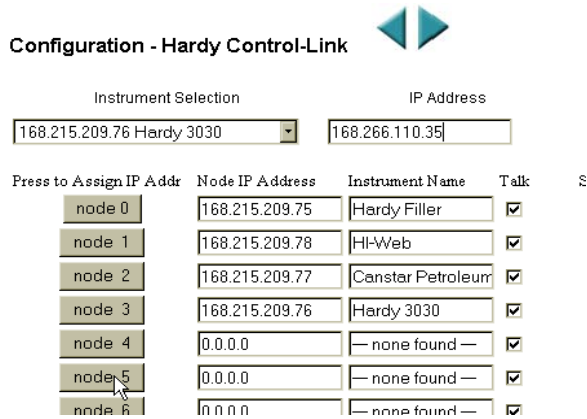 Configuration - Hardy Control-Link
Instrument Selection IP Address
168.215.209.76 Hardy 3030 168.266.110.35
Press to Assign IP Addr Node IP Address Instrument Name Talk S
node 0 168.215.209.75 Hardy Filler
node 1 168.215.209.78 HI-Web
node 2 168.215.209.77 Canstar Petroleum
node 3 168.215.209.76 Hardy 3030
node 4 0.0.0.0 — none found —
node 5 0.0.0.0 — none found —
node 6 0.0.0.0 — none found —